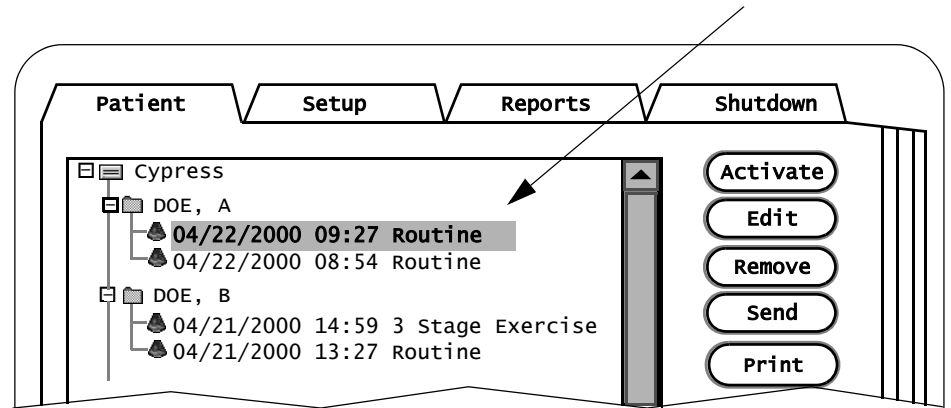 Patient Setup Reports Shutdown
Cypress
DOE, A
04/22/2000 09:27 Routine
04/22/2000 08:54 Routine
DOE, B
04/21/2000 14:59 3 Stage Exercise
04/21/2000 13:27 Routine
Activate
Edit
Remove
Send
Print